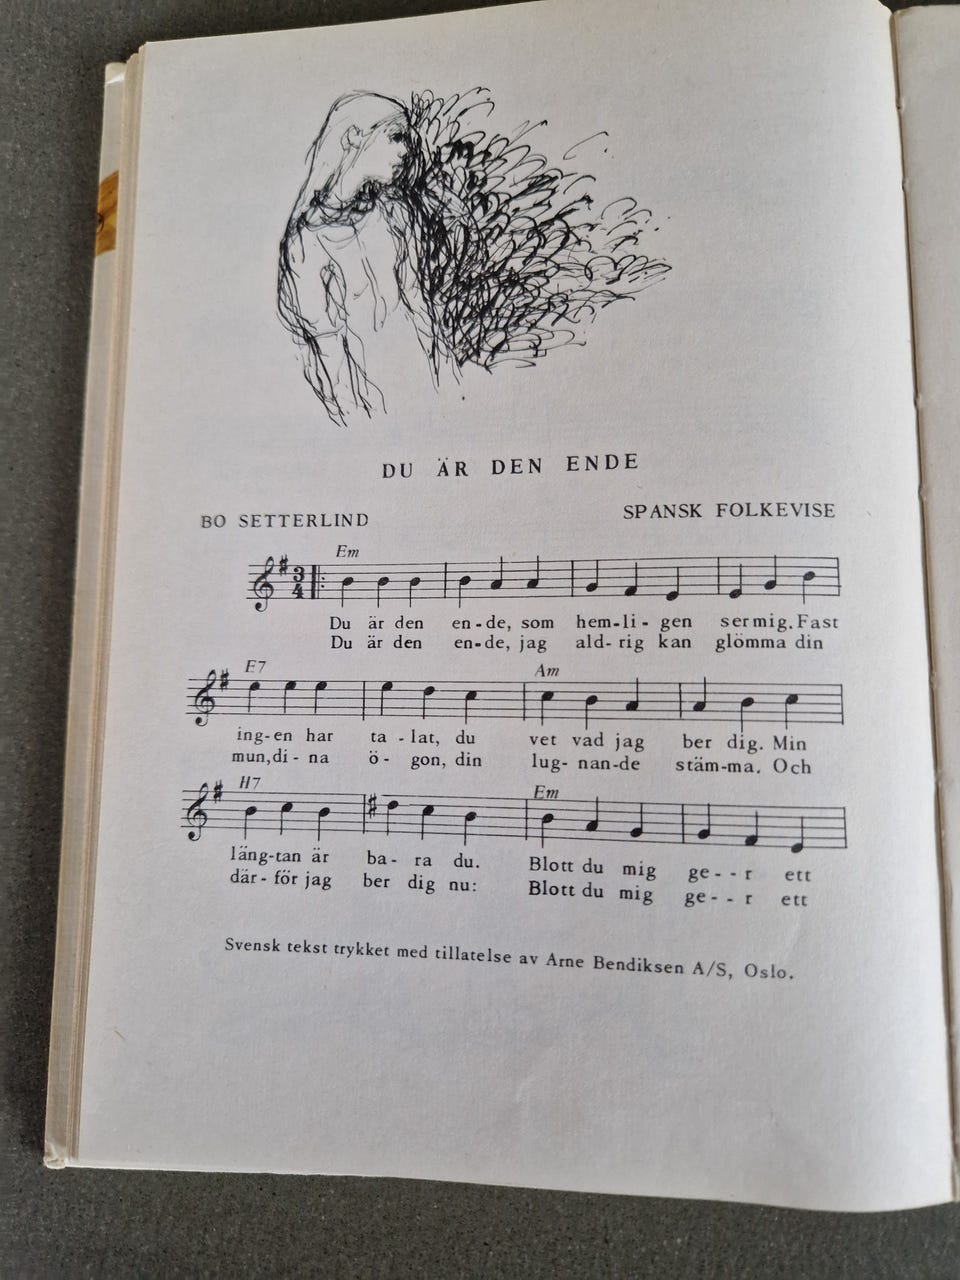 DU ÄR DEN ENDE
BO SETTERLIND
SPANSK FOLKEVISE
Em
3
4
Du är den en-de, som hem-li-gen ser mig. Fast
Du är den en-de, jag ald-rig kan glömma din
E7 Am
ing-en har ta-lat, du vet vad jag ber dig. Min
mun, di-na ö-gon, din lug-nan-de stäm-ma. Och
H7 Em
läng-tan är ba-ra du. Blott du mig ge--r ett
där-för jag ber dig nu: Blott du mig ge--r ett
Svensk tekst trykket med tillatelse av Arne Bendiksen A/S, Oslo.